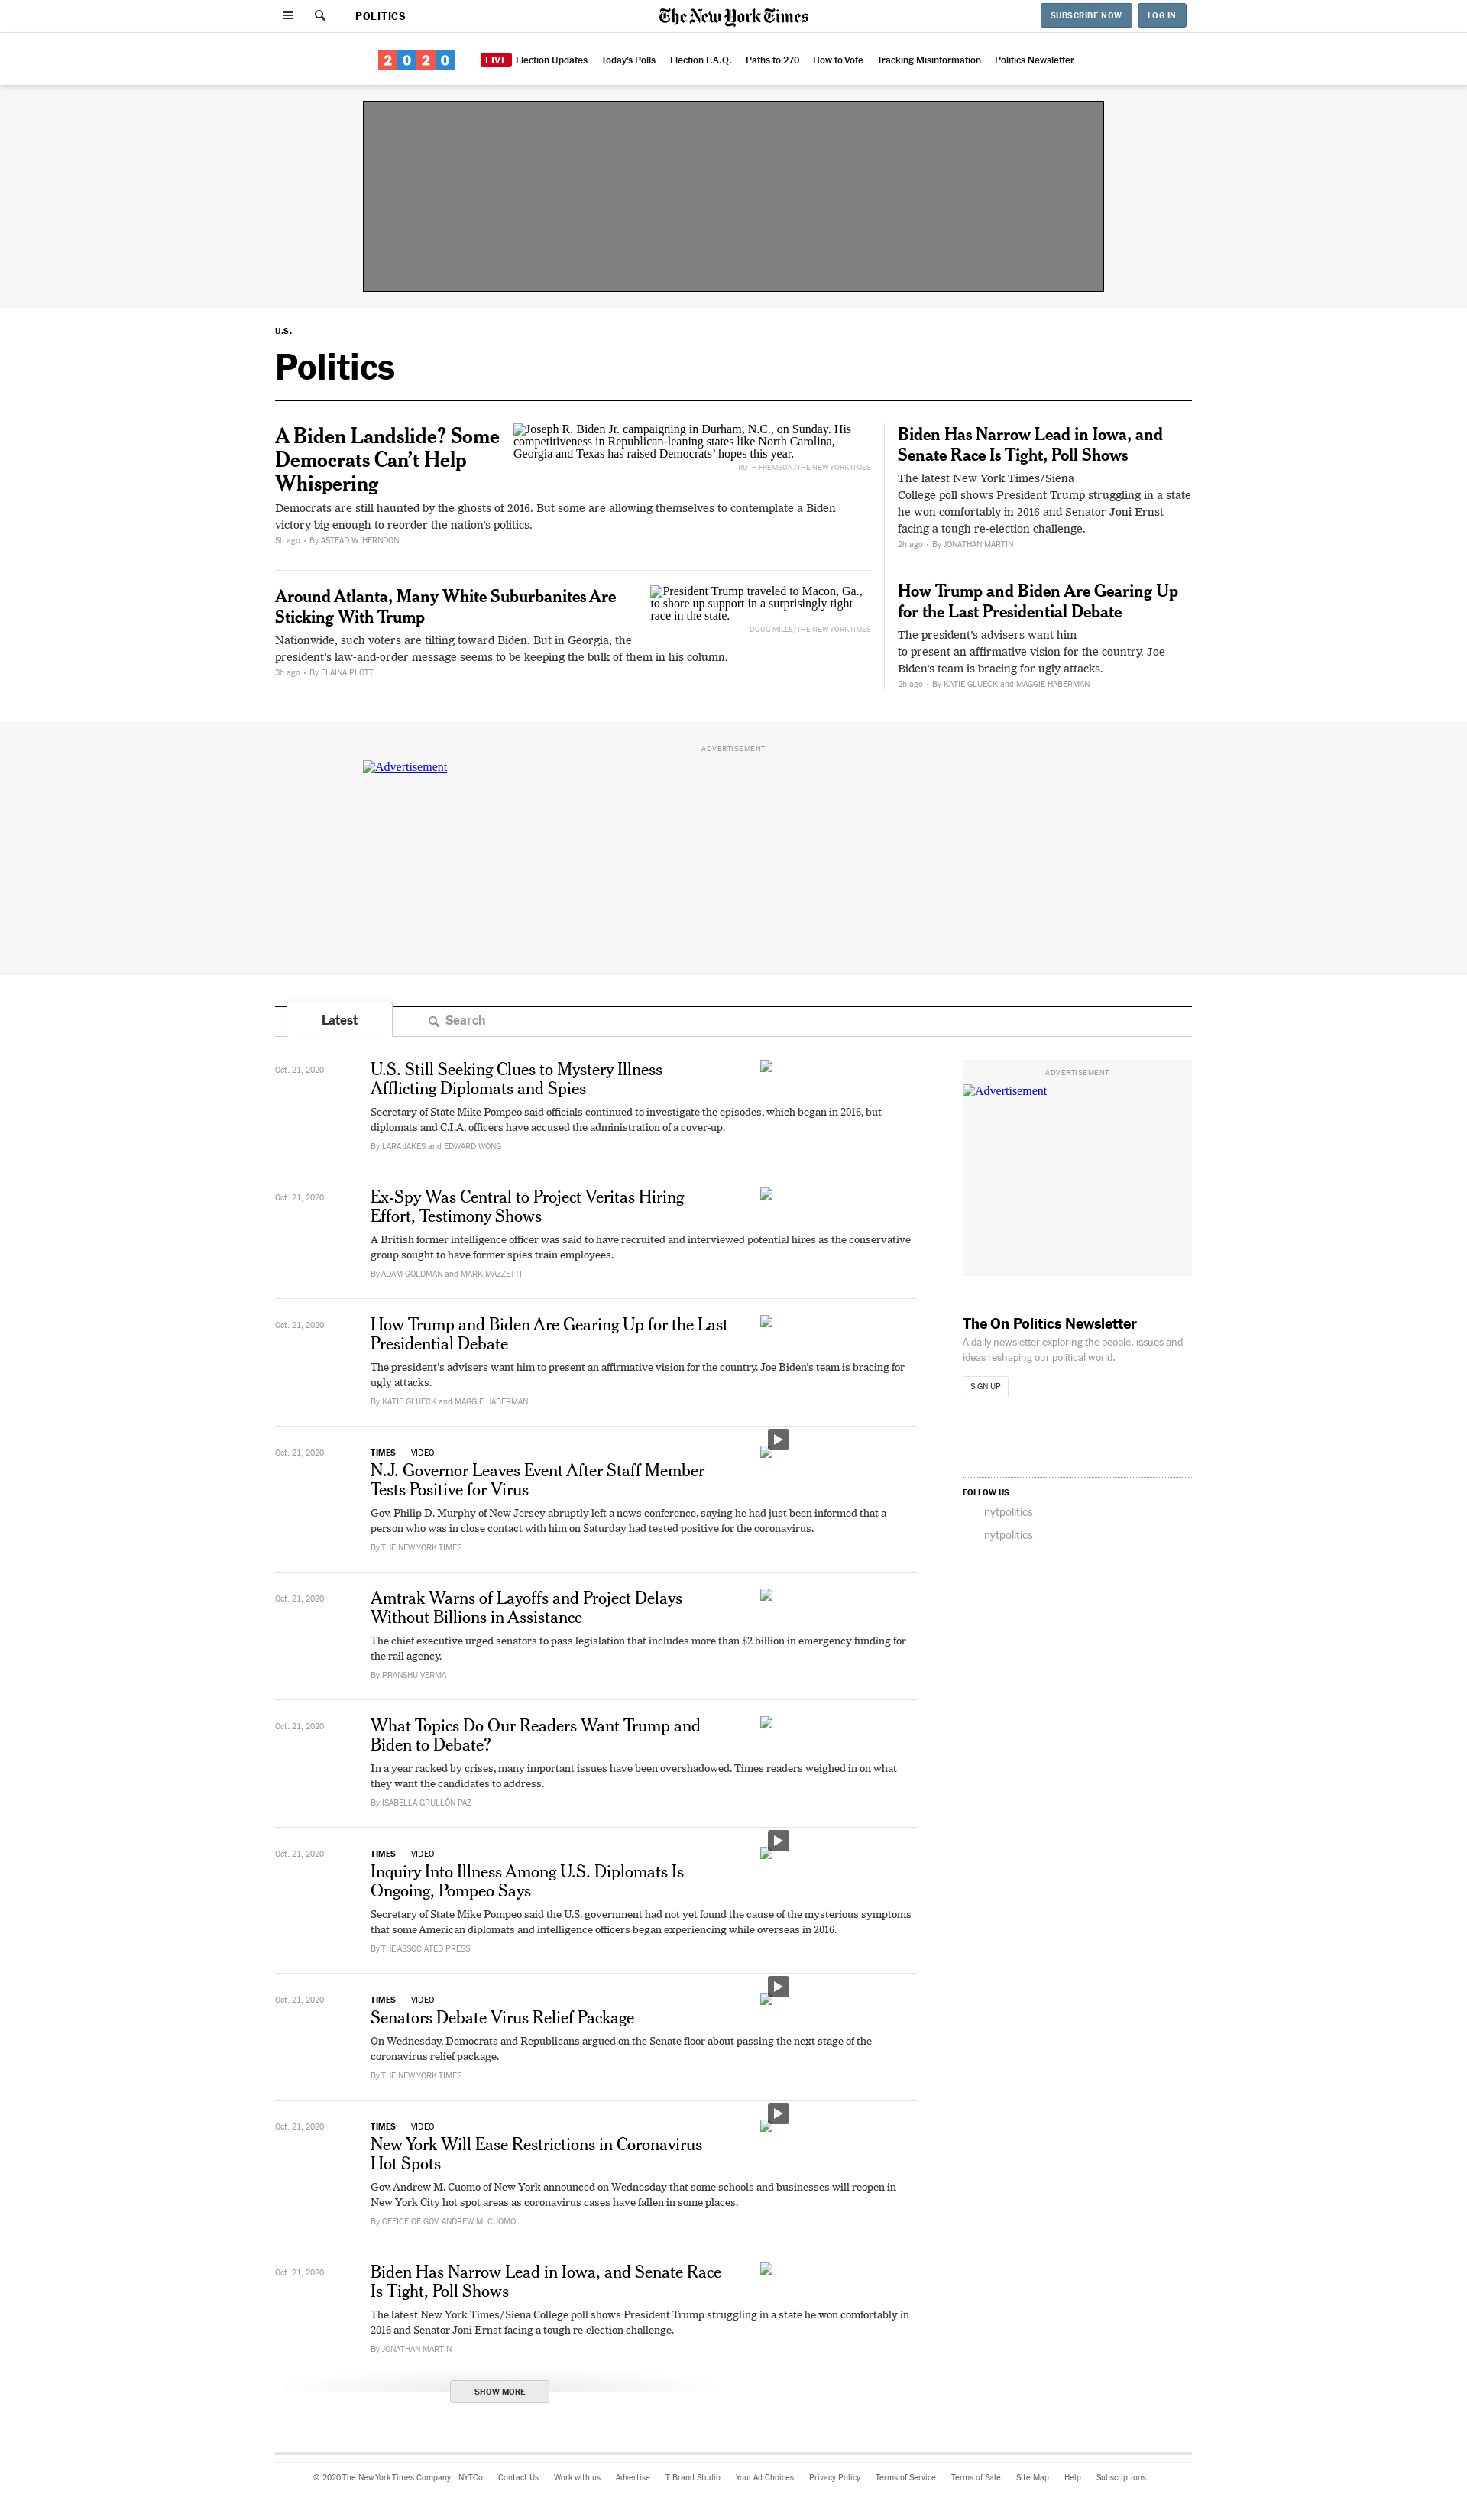 POLITICS
The New York Times
SUBSCRIBE NOW
LOG IN
2020
LIVE Election Updates
Today's Polls
Election F.A.Q.
Paths to 270
How to Vote
Tracking Misinformation
Politics Newsletter
U.S.
Politics
A Biden Landslide? Some
Democrats Can't Help
Whispering
Joseph R. Biden Jr. campaigning in Durham, N.C., on Sunday. His
competitiveness in Republican-leaning states like North Carolina,
Georgia and Texas has raised Democrats' hopes this year.
RUTH FREMSON/THE NEW YORK TIMES
Democrats are still haunted by the ghosts of 2016. But some are allowing themselves to contemplate a Biden
victory big enough to reorder the nation's politics.
5h ago • By ASTEAD W. HERNDON
Around Atlanta, Many White Suburbanites Are
Sticking With Trump
President Trump traveled to Macon, Ga.,
to shore up support in a surprisingly tight
race in the state.
DOUG MILLS/THE NEW YORK TIMES
Nationwide, such voters are tilting toward Biden. But in Georgia, the
president's law-and-order message seems to be keeping the bulk of them in his column.
3h ago • By ELAINA PLOTT
Biden Has Narrow Lead in Iowa, and
Senate Race Is Tight, Poll Shows
The latest New York Times/Siena
College poll shows President Trump struggling in a state
he won comfortably in 2016 and Senator Joni Ernst
facing a tough re-election challenge.
2h ago • By JONATHAN MARTIN
How Trump and Biden Are Gearing Up
for the Last Presidential Debate
The president's advisers want him
to present an affirmative vision for the country. Joe
Biden's team is bracing for ugly attacks.
2h ago • By KATIE GLUECK and MAGGIE HABERMAN
ADVERTISEMENT
Advertisement
Latest
Search
Oct. 21, 2020
U.S. Still Seeking Clues to Mystery Illness
Afflicting Diplomats and Spies
Secretary of State Mike Pompeo said officials continued to investigate the episodes, which began in 2016, but
diplomats and C.I.A. officers have accused the administration of a cover-up.
By LARA JAKES and EDWARD WONG
Oct. 21, 2020
Ex-Spy Was Central to Project Veritas Hiring
Effort, Testimony Shows
A British former intelligence officer was said to have recruited and interviewed potential hires as the conservative
group sought to have former spies train employees.
By ADAM GOLDMAN and MARK MAZZETTI
Oct. 21, 2020
How Trump and Biden Are Gearing Up for the Last
Presidential Debate
The president's advisers want him to present an affirmative vision for the country. Joe Biden's team is bracing for
ugly attacks.
By KATIE GLUECK and MAGGIE HABERMAN
Oct. 21, 2020
TIMES | VIDEO
N.J. Governor Leaves Event After Staff Member
Tests Positive for Virus
Gov. Philip D. Murphy of New Jersey abruptly left a news conference, saying he had just been informed that a
person who was in close contact with him on Saturday had tested positive for the coronavirus.
By THE NEW YORK TIMES
Oct. 21, 2020
Amtrak Warns of Layoffs and Project Delays
Without Billions in Assistance
The chief executive urged senators to pass legislation that includes more than $2 billion in emergency funding for
the rail agency.
By PRANSHU VERMA
Oct. 21, 2020
What Topics Do Our Readers Want Trump and
Biden to Debate?
In a year racked by crises, many important issues have been overshadowed. Times readers weighed in on what
they want the candidates to address.
By ISABELLA GRULLÓN PAZ
Oct. 21, 2020
TIMES | VIDEO
Inquiry Into Illness Among U.S. Diplomats Is
Ongoing, Pompeo Says
Secretary of State Mike Pompeo said the U.S. government had not yet found the cause of the mysterious symptoms
that some American diplomats and intelligence officers began experiencing while overseas in 2016.
By THE ASSOCIATED PRESS
Oct. 21, 2020
TIMES | VIDEO
Senators Debate Virus Relief Package
On Wednesday, Democrats and Republicans argued on the Senate floor about passing the next stage of the
coronavirus relief package.
By THE NEW YORK TIMES
Oct. 21, 2020
TIMES | VIDEO
New York Will Ease Restrictions in Coronavirus
Hot Spots
Gov. Andrew M. Cuomo of New York announced on Wednesday that some schools and businesses will reopen in
New York City hot spot areas as coronavirus cases have fallen in some places.
By OFFICE OF GOV. ANDREW M. CUOMO
Oct. 21, 2020
Biden Has Narrow Lead in Iowa, and Senate Race
Is Tight, Poll Shows
The latest New York Times/Siena College poll shows President Trump struggling in a state he won comfortably in
2016 and Senator Joni Ernst facing a tough re-election challenge.
By JONATHAN MARTIN
SHOW MORE
ADVERTISEMENT
Advertisement
The On Politics Newsletter
A daily newsletter exploring the people, issues and
ideas reshaping our political world.
SIGN UP
FOLLOW US
nytpolitics
nytpolitics
© 2020 The New York Times Company
NYTCo
Contact Us
Work with us
Advertise
T Brand Studio
Your Ad Choices
Privacy Policy
Terms of Service
Terms of Sale
Site Map
Help
Subscriptions